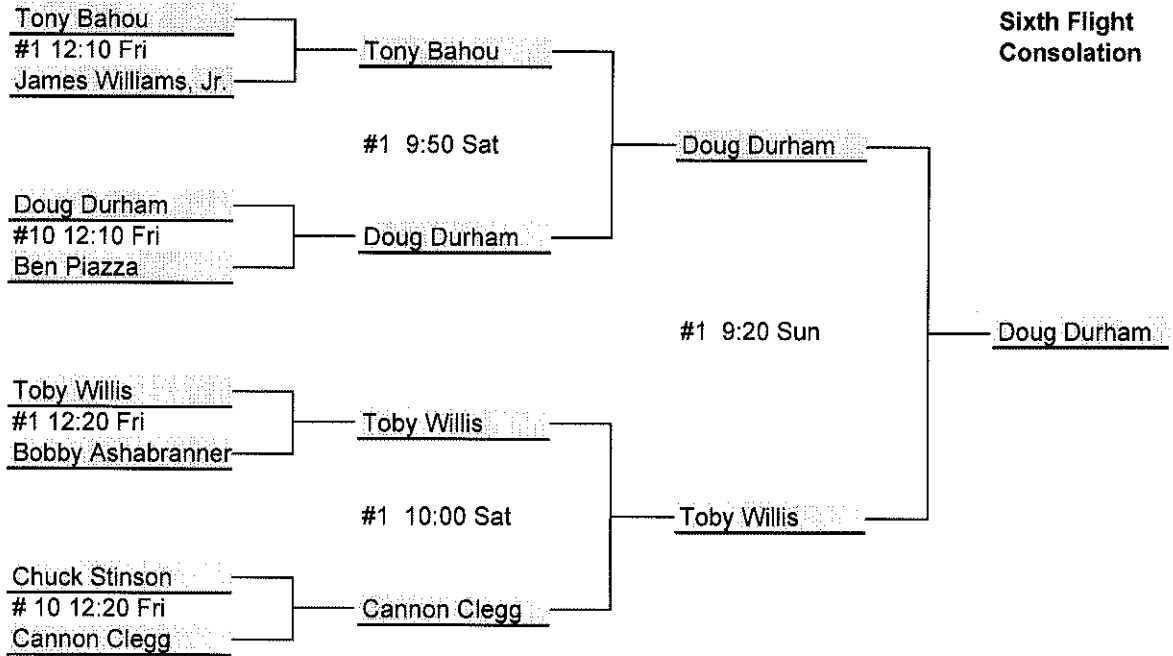 Tony Bahou
#1 12:10 Fri
James Williams, Jr.
Doug Durham
#10 12:10 Fri
Ben Piazza
Toby Willis
#1 12:20 Fri
Bobby Ashabranner
Chuck Stinson
# 10 12:20 Fri
Cannon Clegg
Tony Bahou
#1 9:50 Sat
Doug Durham
Toby Willis
#1 10:00 Sat
Cannon Clegg
Doug Durham
#1 9:20 Sun
Toby Willis
Sixth Flight
Consolation
Doug Durham